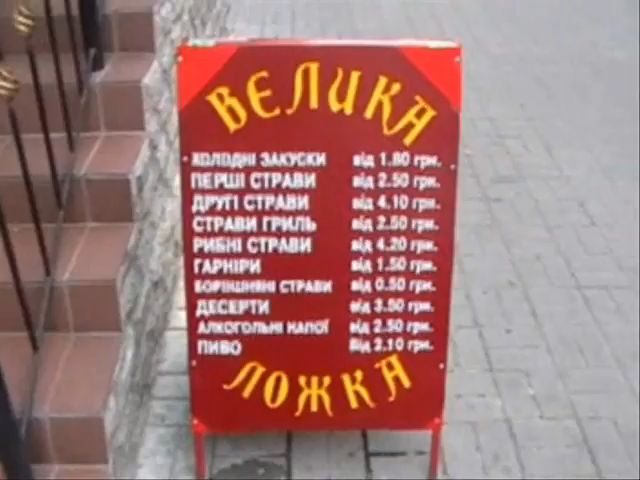 ВЕЛИКА
ХОЛОДНІ ЗАКУСКИ від 1.80 грн.
ПЕРШІ СТРАВИ від 2.50 грн.
ДРУГІ СТРАВИ від 4.10 грн.
СТРАВИ ГРИЛЬ від 2.50 грн.
РИБНІ СТРАВИ від 4.20 грн.
ГАРНІРИ від 1.50 грн.
СТРАВИ від 0.50 грн.
ДЕСЕРТИ від 3.50 грн.
АЛКОГОЛЬНІ НАПОЇ від 2.50 грн.
ПИВО від 3.10 грн.
ЛОЖКА